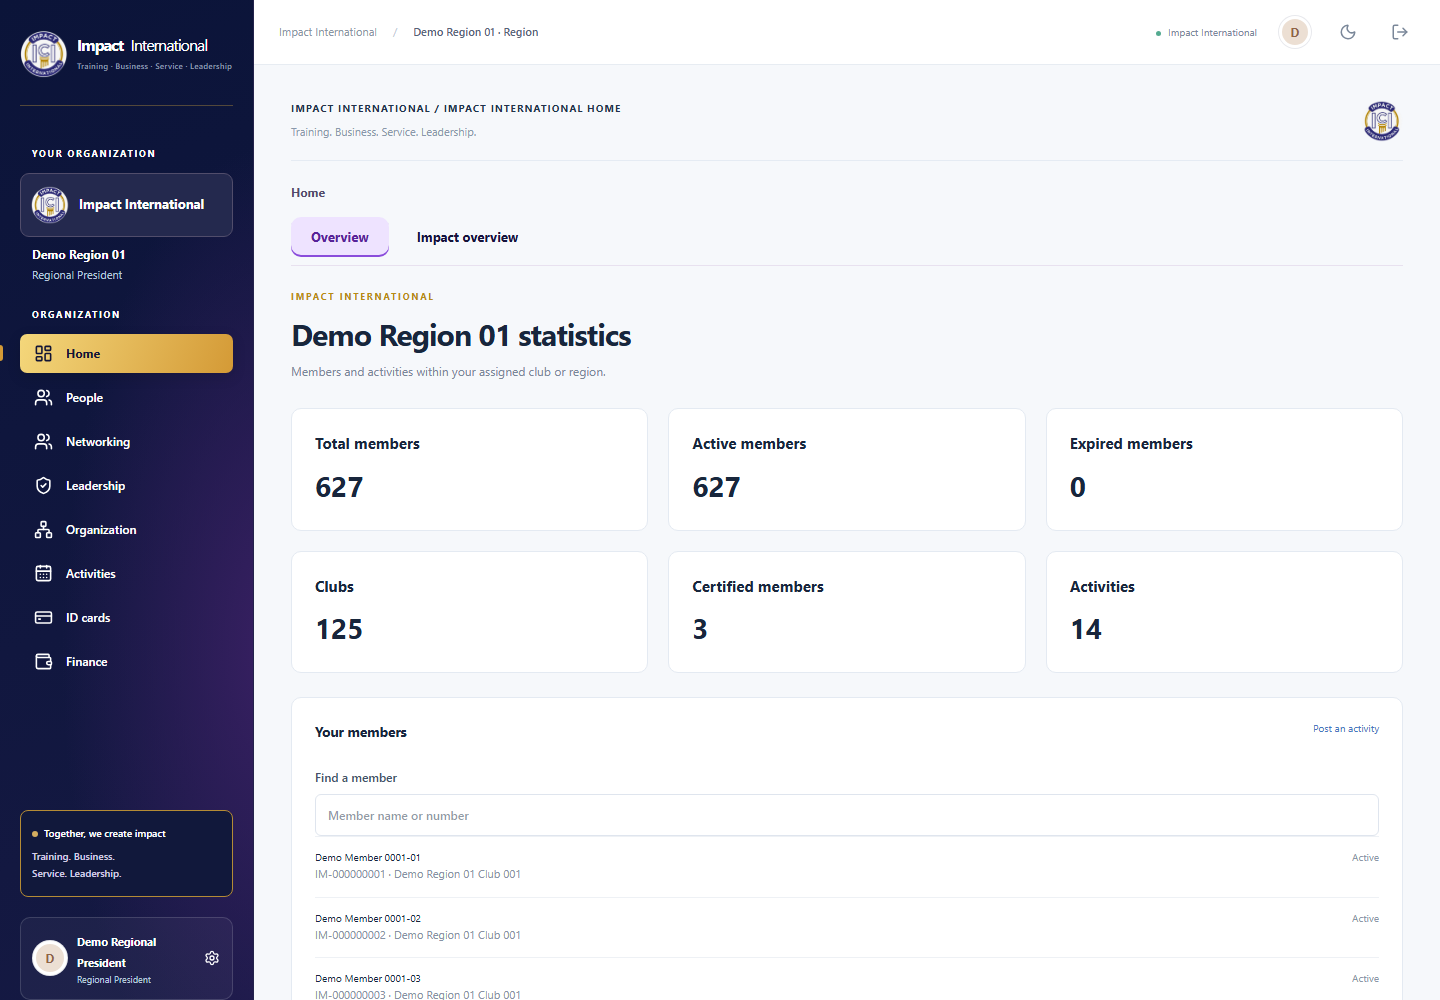 Impact International
Training · Business · Service · Leadership
YOUR ORGANIZATION
Impact International
Demo Region 01
Regional President
ORGANIZATION
Home
People
Networking
Leadership
Organization
Activities
ID cards
Finance
Together, we create impact
Training. Business.
Service. Leadership.
D
Demo Regional
President
Regional President
Impact International / Demo Region 01 · Region
Impact International
D
IMPACT INTERNATIONAL / IMPACT INTERNATIONAL HOME
Training. Business. Service. Leadership.
Home
Overview
Impact overview
IMPACT INTERNATIONAL
Demo Region 01 statistics
Members and activities within your assigned club or region.
Total members
627
Active members
627
Expired members
0
Clubs
125
Certified members
3
Activities
14
Your members
Post an activity
Find a member
Member name or number
Demo Member 0001-01
Active
IM-000000001 · Demo Region 01 Club 001
Demo Member 0001-02
Active
IM-000000002 · Demo Region 01 Club 001
Demo Member 0001-03
Active
IM-000000003 · Demo Region 01 Club 001